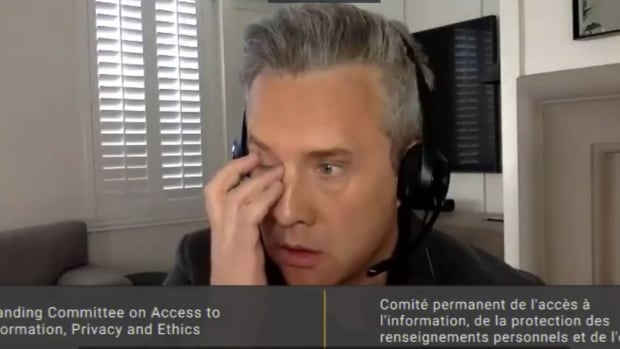 anding Committee on Access to
ormation, Privacy and Ethics
Comité permanent de l'accès à
l'information, de la protection des
renseignements personnels et de l'